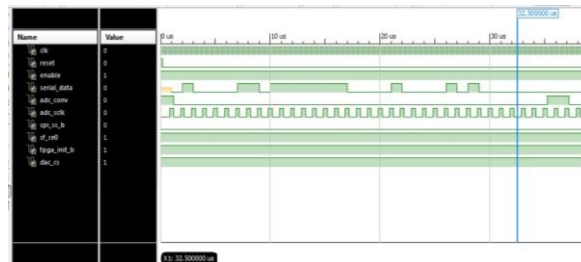 32.500000 us
Name Value 0 us 10 us 20 us 30 us
clk 0
reset 0
enable 1
serial_data 0
adc_conv 0
adc_sclk 0
spi_ss_b 0
sf_ce0 1
fpga_init_b 1
dac_cs 1
X1: 32.500000 us